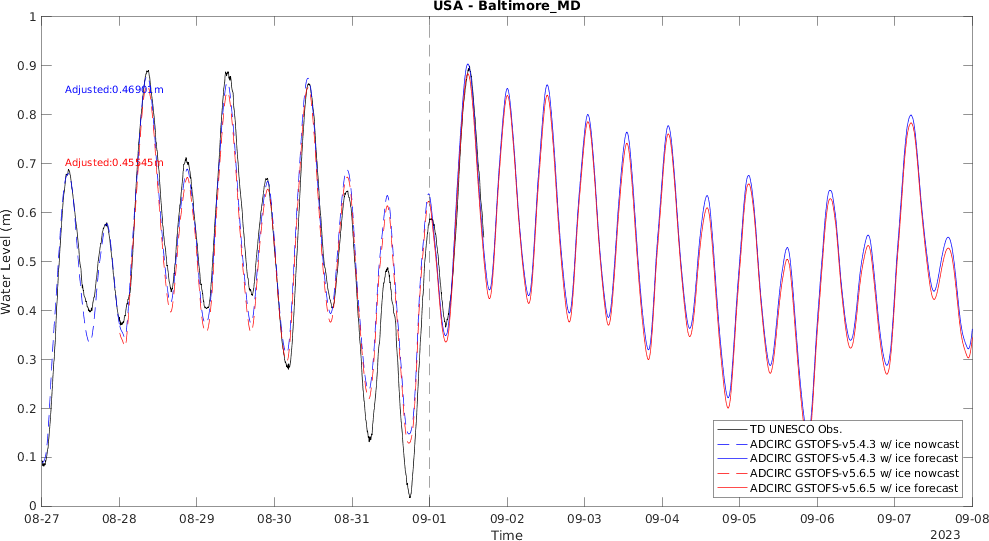 USA - Baltimore_MD
Water Level (m)
1
0.9
0.8
0.7
0.6
0.5
0.4
0.3
0.2
0.1
0
Adjusted:0.46901m
Adjusted:0.45545m
TD UNESCO Obs.
ADCIRC GSTOFS-v5.4.3 w/ ice nowcast
ADCIRC GSTOFS-v5.4.3 w/ ice forecast
ADCIRC GSTOFS-v5.6.5 w/ ice nowcast
ADCIRC GSTOFS-v5.6.5 w/ ice forecast
08-27 08-28 08-29 08-30 08-31 09-01 09-02 09-03 09-04 09-05 09-06 09-07 09-08
Time
2023